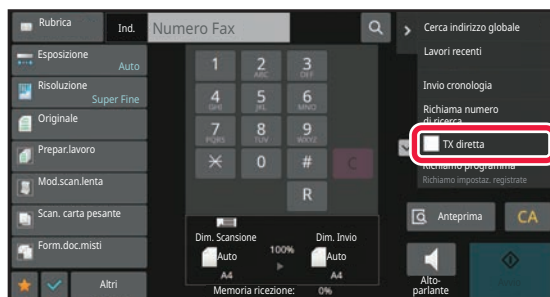 Rubrica
Ind.
Numero Fax
Cerca indirizzo globale
Esposizione
Auto
Lavori recenti
Risoluzione
Super Fine
Invio cronologia
Originale
Richiama numero
di ricerca
Prepar.lavoro
TX diretta
Mod.scan.lenta
Richiamo programma
Richiamo impostaz. registrate
Scan. carta pesante
Form.doc.misti
Altri
1
2
ABC
3
DEF
4
GHI
5
JKL
6
MNO
7
PQRS
8
TUV
9
WXYZ
0
#
C
R
Dim. Scansione
Dim. Invio
Auto
100%
Auto
A4
A4
Memoria ricezione: 0%
Anteprima
CA
Alto-
parlante